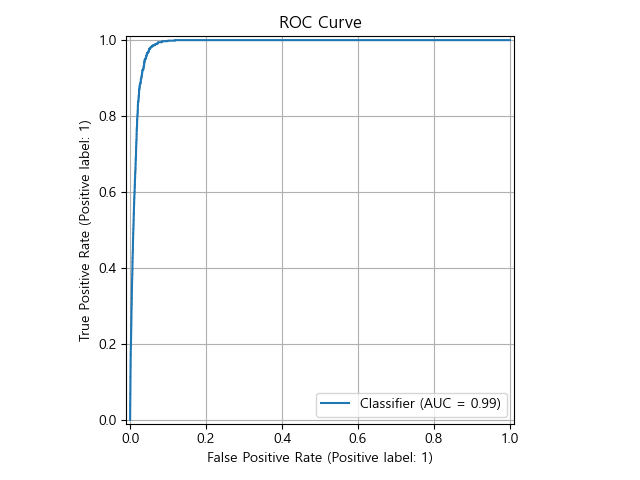 ROC Curve
True Positive Rate (Positive label: 1)
1.0
0.8
0.6
0.4
0.2
0.0
Classifier (AUC = 0.99)
0.0 0.2 0.4 0.6 0.8 1.0
False Positive Rate (Positive label: 1)